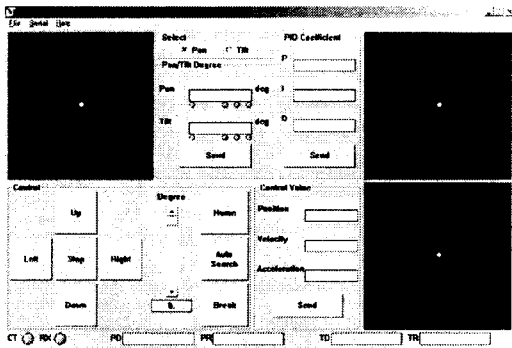 File Serial Help
Select
Pan Tilt
Pan/Tilt Degree
Pan deg
Tilt deg
Send
PID Coefficient
P
I
D
Send
Control
Up
Left Stop Right
Down
Degree
Home
Auto
Search
Break
Control Value
Position
Velocity
Acceleration
Send
CT RX PD PR TD TR